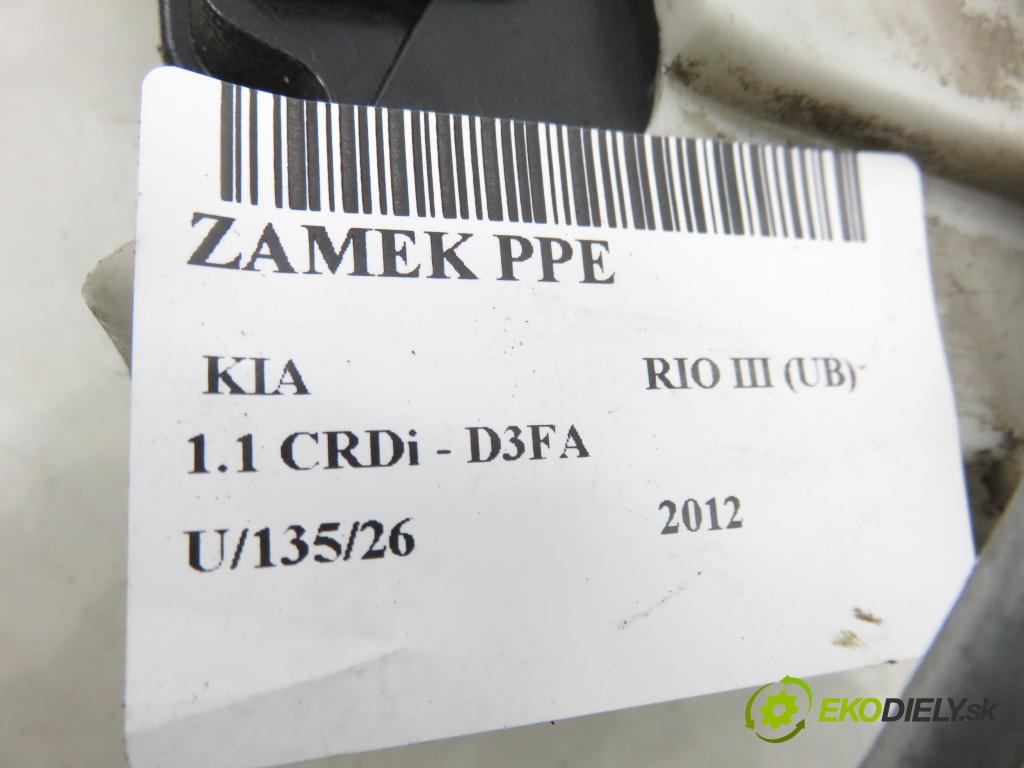 ZAMEK PPE
KIA RIO III (UB)
1.1 CRDi - D3FA
U/135/26 2012
EKODIELY.sk